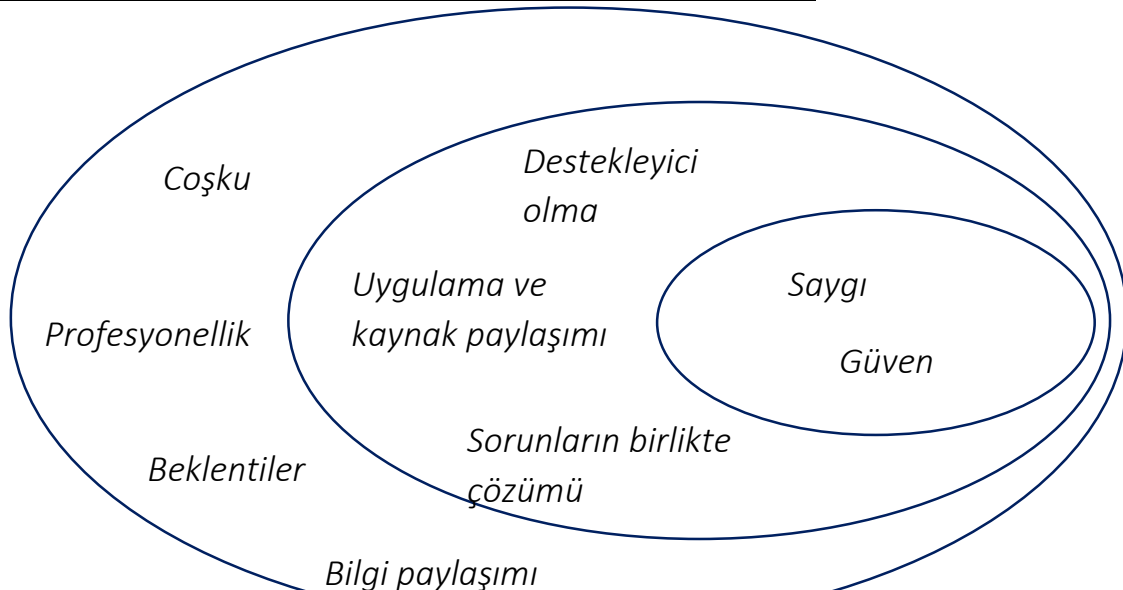 Coşku
Destekleyici
olma
Uygulama ve
kaynak paylaşımı
Saygı
Profesyonellik
Güven
Sorunların birlikte
çözümü
Beklentiler
Bilgi paylaşımı